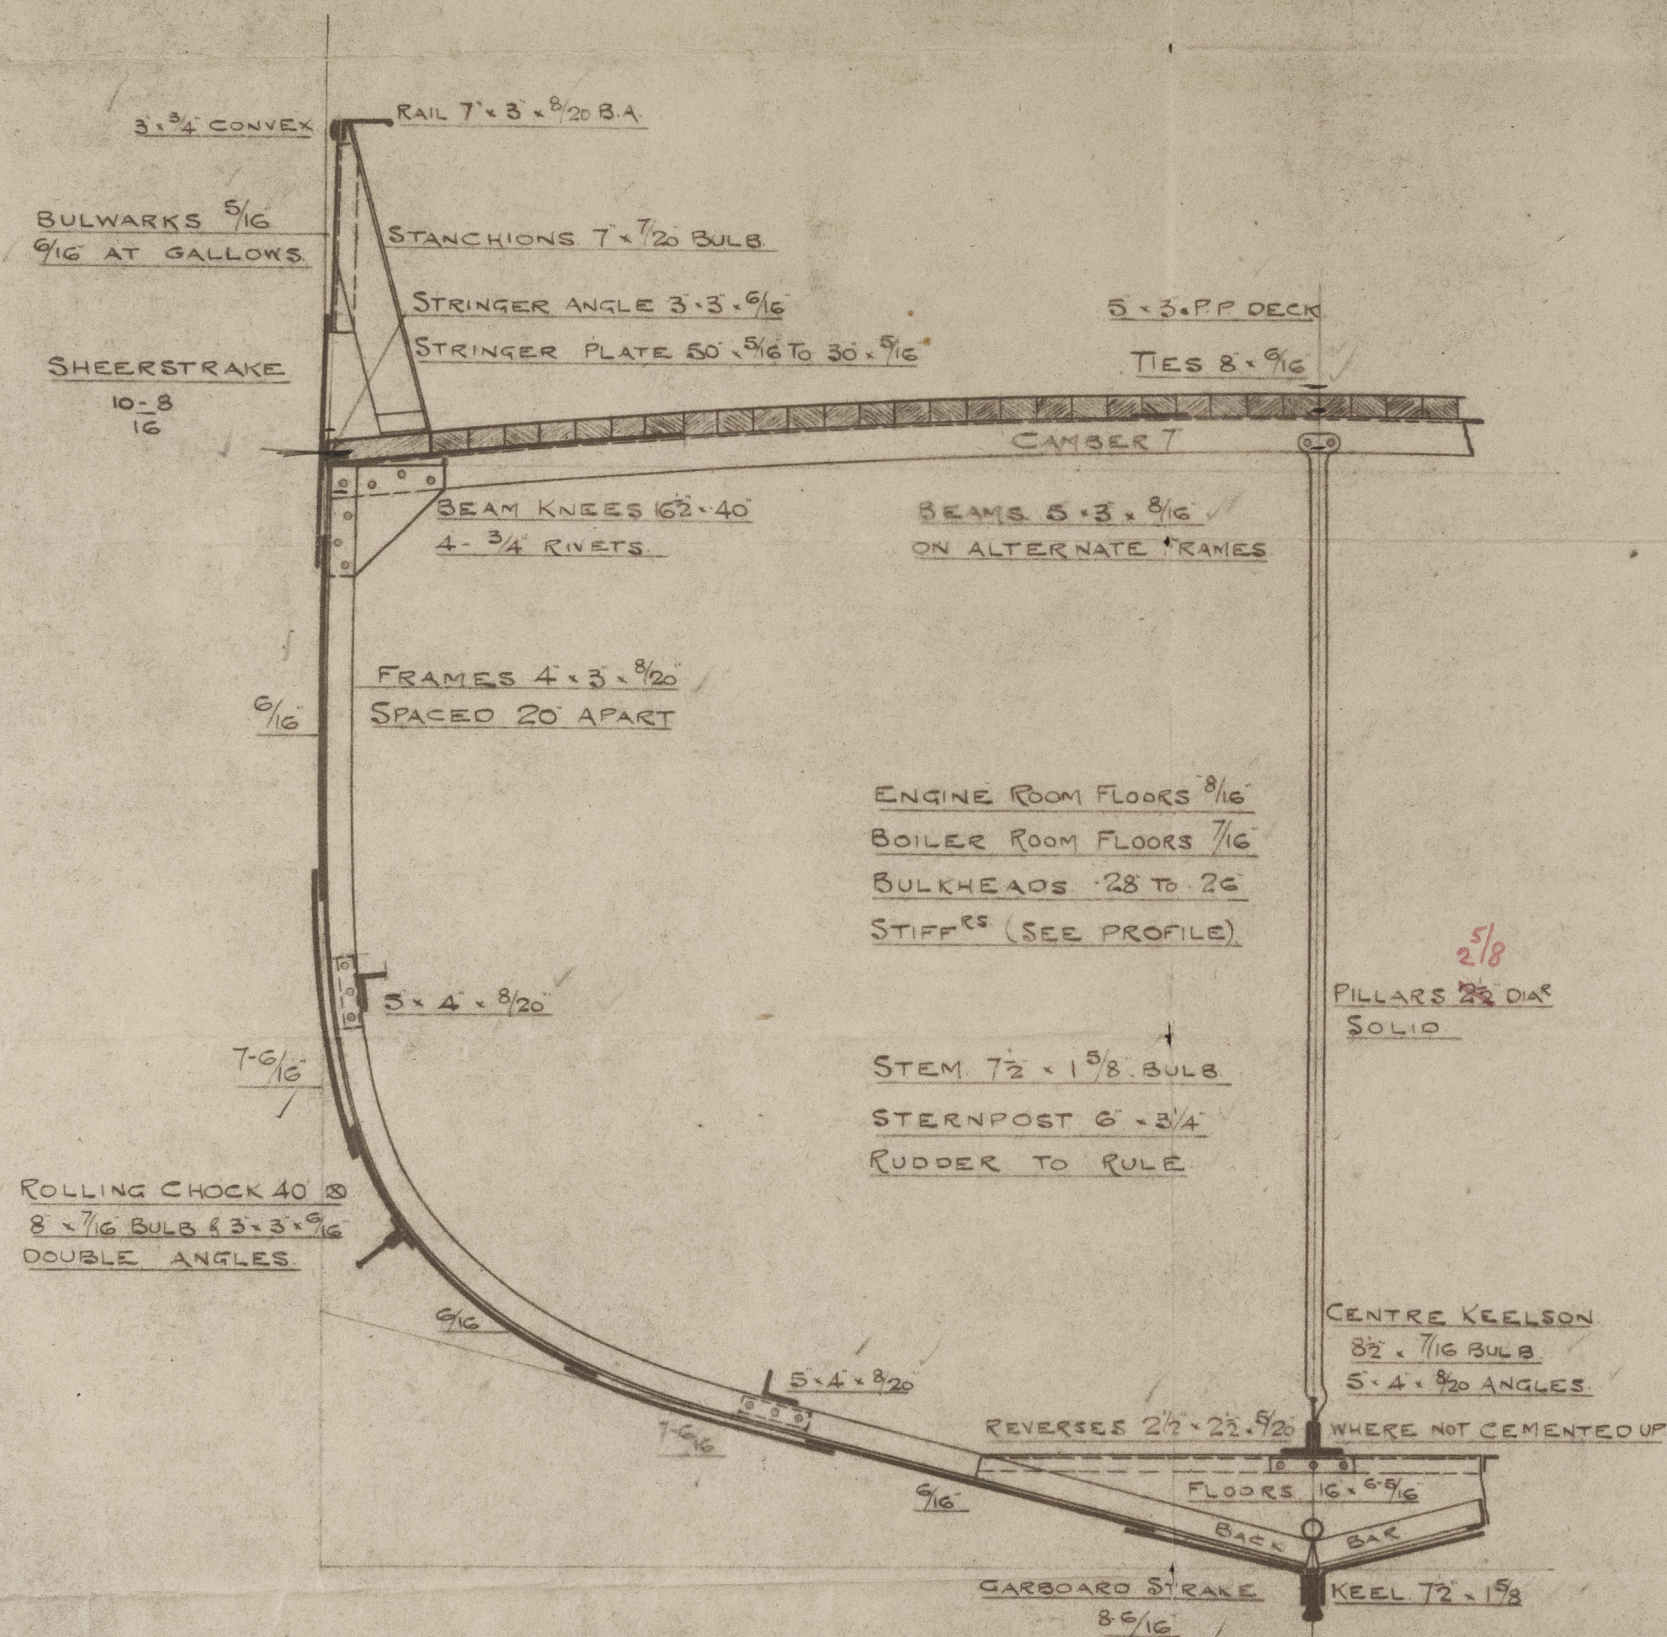 3" × 3/4" CONVEX
RAIL 7" × 3" × 8/20 B.A.
BULWARKS 5/16"
6/16" AT GALLOWS.
STANCHIONS 7" × 7/20" BULB.
STRINGER ANGLE 3" × 3" × 6/16"
STRINGER PLATE 50" × 5/16" TO 30" × 5/16"
5" × 3" P.P DECK
TIES 8" × 6/16"
SHEERSTRAKE
10-8
16
CAMBER 7"
BEAM KNEES 16½" × .40"
4 - 3/4" RIVETS.
BEAMS 5" × 3" × 8/16"
ON ALTERNATE FRAMES
FRAMES 4" × 3" × 8/20"
SPACED 20" APART
6/16"
ENGINE ROOM FLOORS 8/16"
BOILER ROOM FLOORS 7/16"
BULKHEADS .28" TO .26"
STIFFRS (SEE PROFILE).
5" × 4" × 8/20"
2 5/8
PILLARS 2½" DIAR
SOLID
7-6/16"
STEM 7½" × 1 5/8" BULB.
STERNPOST 6" × 3¼"
RUDDER TO RULE
ROLLING CHOCK 40'
8" × 7/16" BULB & 3" × 3" × 6/16"
DOUBLE ANGLES.
6/16"
5" × 4" × 8/20"
7-6/16"
6/16"
CENTRE KEELSON
8½" × 7/16 BULB
5" × 4" × 8/20 ANGLES.
REVERSES 2½" × 2½" × 5/20"
WHERE NOT CEMENTED UP
FLOORS 16" × 6-5/16"
BACK BAR
GARBOARD STRAKE
8-6/16"
KEEL 7½" × 1 5/8